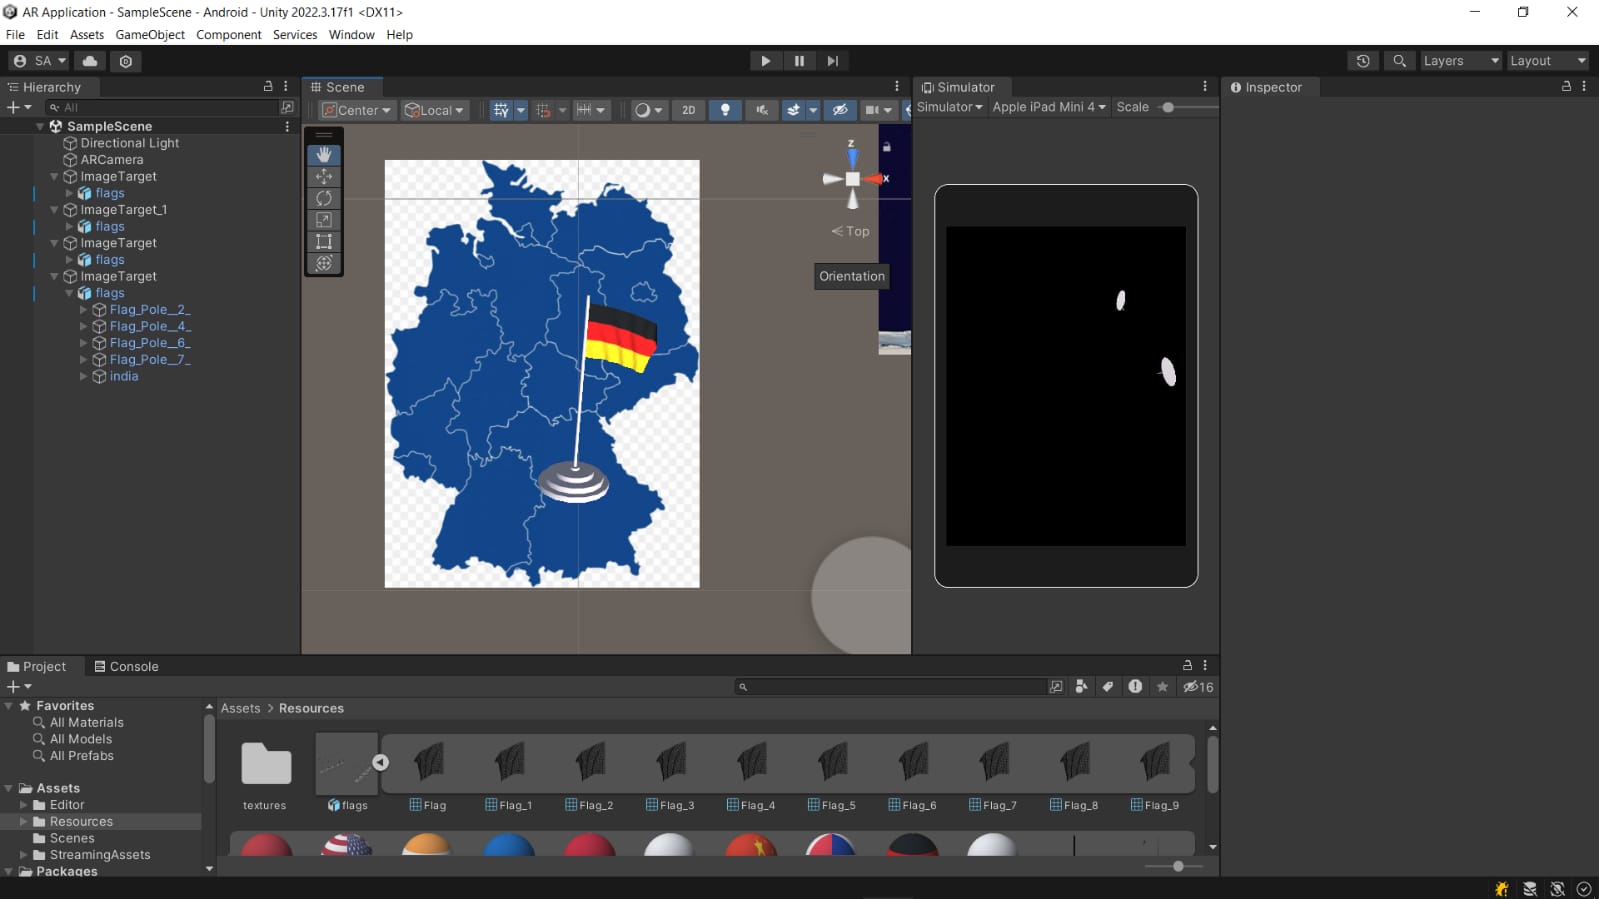 AR Application - SampleScene - Android - Unity 2022.3.17f1 <DX11>
File Edit Assets GameObject Component Services Window Help
SA
Layers Layout
Hierarchy
All
SampleScene
Directional Light
ARCamera
ImageTarget
flags
ImageTarget_1
flags
ImageTarget
flags
ImageTarget
flags
Flag_Pole__2_
Flag_Pole__4_
Flag_Pole__6_
Flag_Pole__7_
india
Scene
Center Local 2D
z
x
Top
Orientation
Simulator
Simulator Apple iPad Mini 4 Scale
Inspector
Project Console
16
Favorites
All Materials
All Models
All Prefabs
Assets
Editor
Resources
Scenes
StreamingAssets
Packages
Assets > Resources
textures flags Flag Flag_1 Flag_2 Flag_3 Flag_4 Flag_5 Flag_6 Flag_7 Flag_8 Flag_9